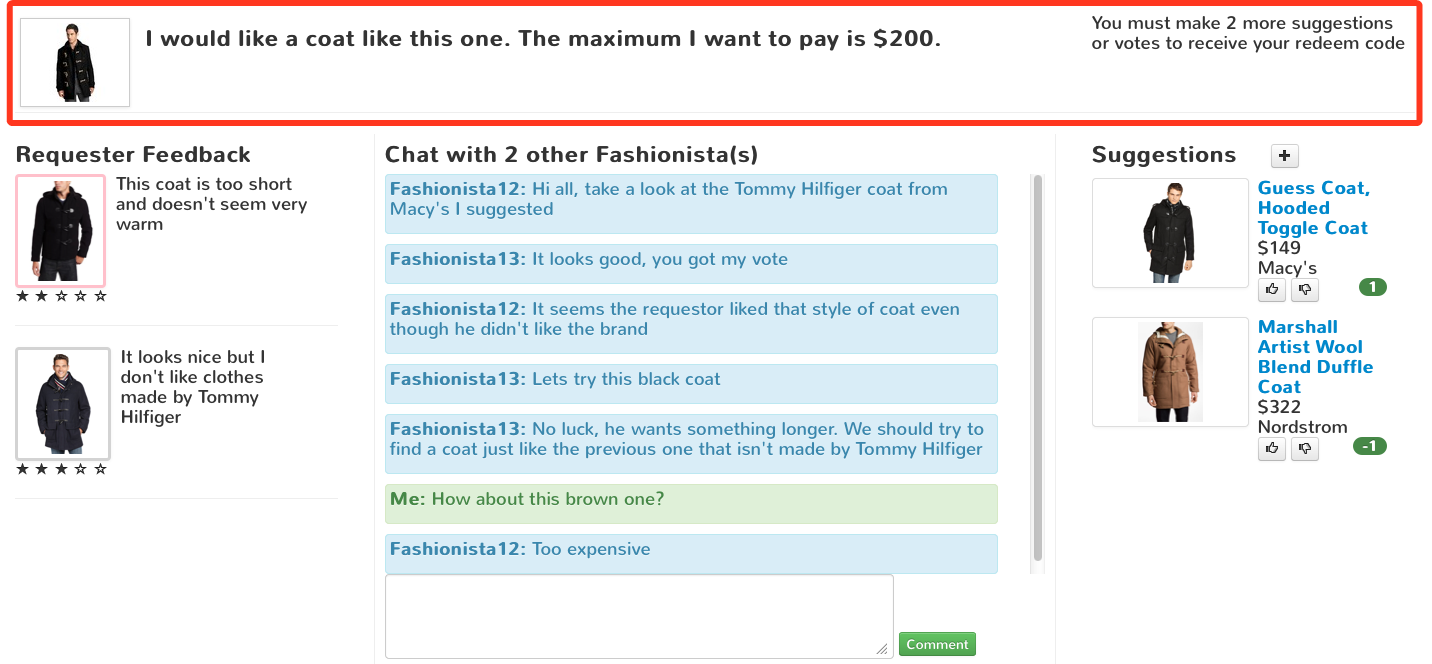 I would like a coat like this one. The maximum I want to pay is $200.
You must make 2 more suggestions
or votes to receive your redeem code
Requester Feedback
This coat is too short
and doesn't seem very
warm
It looks nice but I
don't like clothes
made by Tommy
Hilfiger
Chat with 2 other Fashionista(s)
Fashionista12: Hi all, take a look at the Tommy Hilfiger coat from
Macy's I suggested
Fashionista13: It looks good, you got my vote
Fashionista12: It seems the requestor liked that style of coat even
though he didn't like the brand
Fashionista13: Lets try this black coat
Fashionista13: No luck, he wants something longer. We should try to
find a coat just like the previous one that isn't made by Tommy Hilfiger
Me: How about this brown one?
Fashionista12: Too expensive
Comment
Suggestions
Guess Coat,
Hooded
Toggle Coat
$149
Macy's
1
Marshall
Artist Wool
Blend Duffle
Coat
$322
Nordstrom
-1